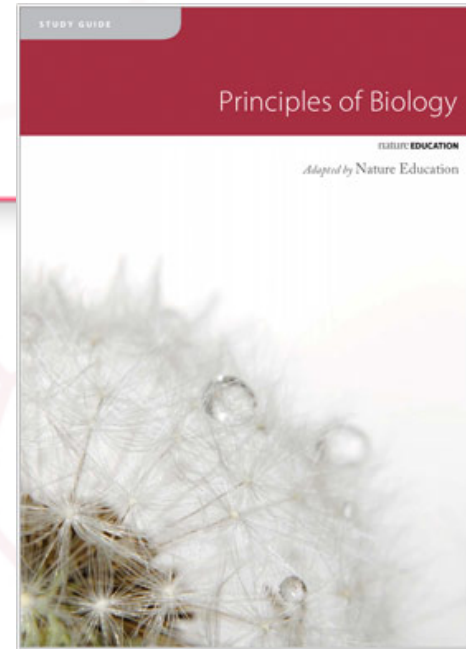 STUDY GUIDE
Principles of Biology
nature EDUCATION
Adapted by Nature Education